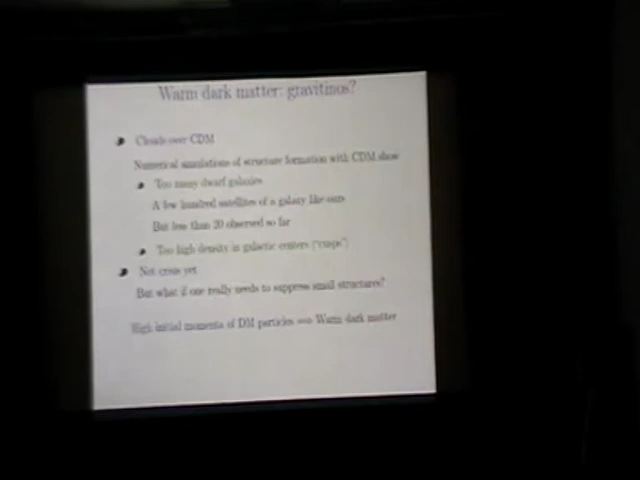 Warm dark matter: gravitinos?
Clouds over CDM
Numerical simulations of structure formation with CDM show
Too many dwarf galaxies
A few hundred satellites of a galaxy like ours
But less than 20 observed so far
Too high density in galactic centers ("cusps")
Not crisis yet
But what if one really needs to suppress small structures?
High initial momenta of DM particles ⟹ Warm dark matter